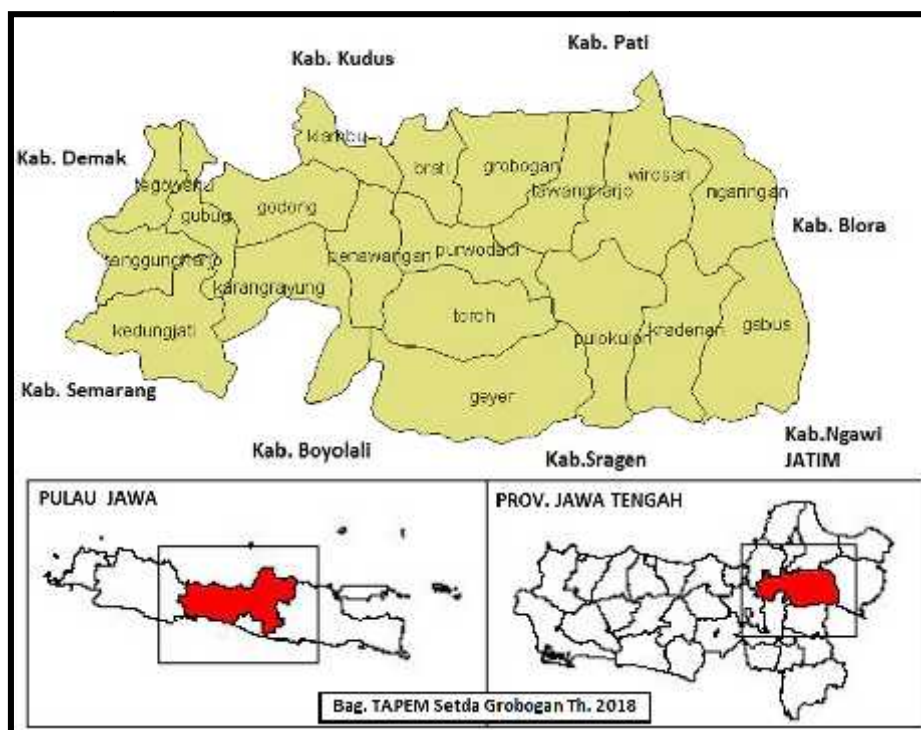 Kab. Pati
Kab. Kudus
Kab. Demak
klambu
brati
grobogan
tawangharjo
wirosari
ngaringan
tegowanu
gubug
godong
Kab. Blora
tanggungharjo
penawangan
purwodadi
karangrayung
kedungjati
toroh
pulokulon
kradenan
gabus
Kab. Semarang
geyer
Kab. Boyolali
Kab.Sragen
Kab.Ngawi
JATIM
PULAU JAWA
PROV. JAWA TENGAH
Bag. TAPEM Setda Grobogan Th. 2018